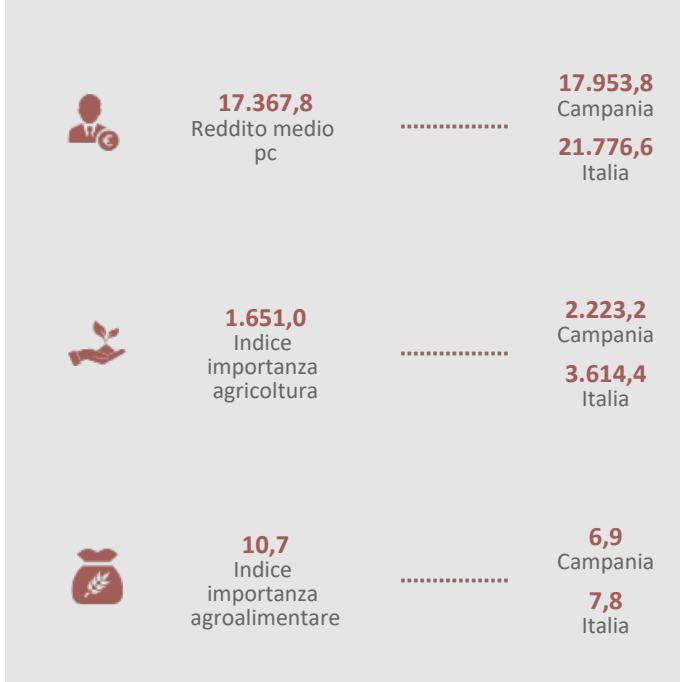 17.367,8
Reddito medio
pc
17.953,8
Campania
21.776,6
Italia
1.651,0
Indice
importanza
agricoltura
2.223,2
Campania
3.614,4
Italia
10,7
Indice
importanza
agroalimentare
6,9
Campania
7,8
Italia